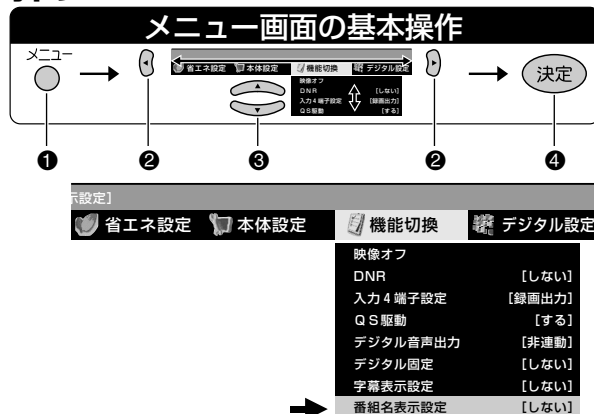 メニュー画面の基本操作
メニュー
省エネ設定 本体設定 機能切換 デジタル設定
映像オフ
DNR [しない]
入力4端子設定 [録画出力]
QS駆動 [する]
決定
❶ ❷ ❸ ❷ ❹
示設定]
省エネ設定 本体設定 機能切換 デジタル設定
映像オフ
DNR [しない]
入力4端子設定 [録画出力]
QS駆動 [する]
デジタル音声出力 [非連動]
デジタル固定 [しない]
字幕表示設定 [しない]
番組名表示設定 [しない]